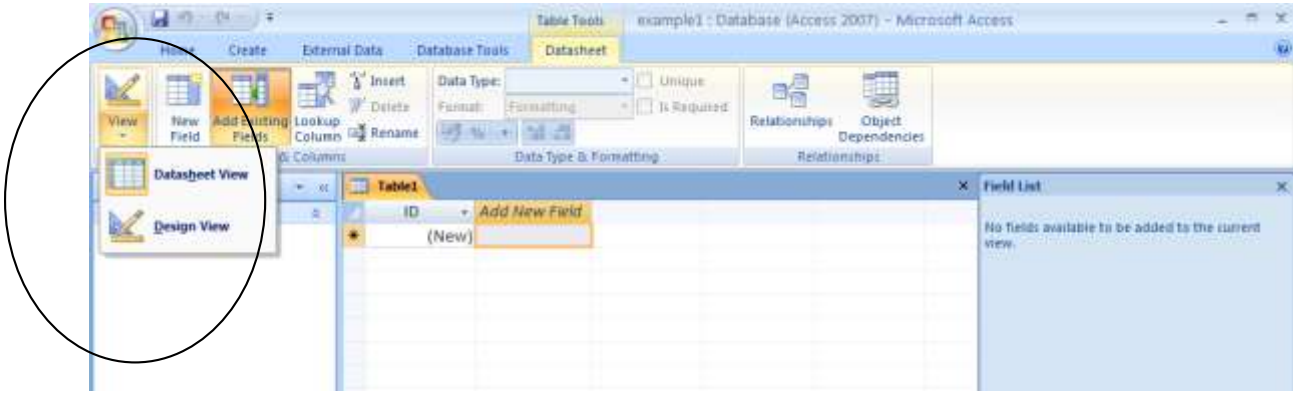 Table Tools example1 : Database (Access 2007) - Microsoft Access
Home Create External Data Database Tools Datasheet
View
New Field
Add Existing Fields
Lookup Column
Insert
Delete
Rename
& Columns
Data Type:
Format: Formatting
Unique
Is Required
Data Type & Formatting
Relationships
Object Dependencies
Relationships
Datasheet View
Design View
Table1
ID Add New Field
(New)
Field List
No fields available to be added to the current
view.